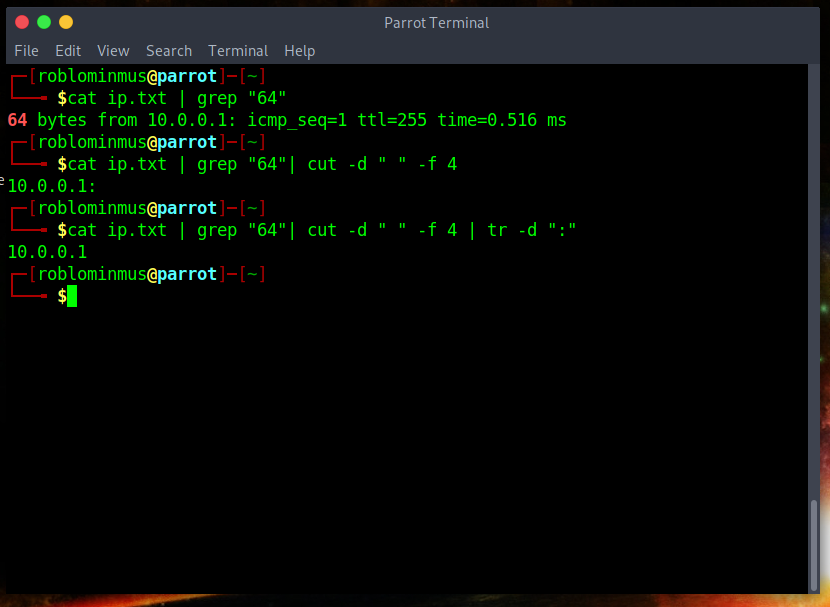 Parrot Terminal
File Edit View Search Terminal Help
┌─[roblominmus@parrot]─[~]
└──╼ $cat ip.txt | grep "64"
64 bytes from 10.0.0.1: icmp_seq=1 ttl=255 time=0.516 ms
┌─[roblominmus@parrot]─[~]
└──╼ $cat ip.txt | grep "64"| cut -d " " -f 4
10.0.0.1:
┌─[roblominmus@parrot]─[~]
└──╼ $cat ip.txt | grep "64"| cut -d " " -f 4 | tr -d ":"
10.0.0.1
┌─[roblominmus@parrot]─[~]
└──╼ $